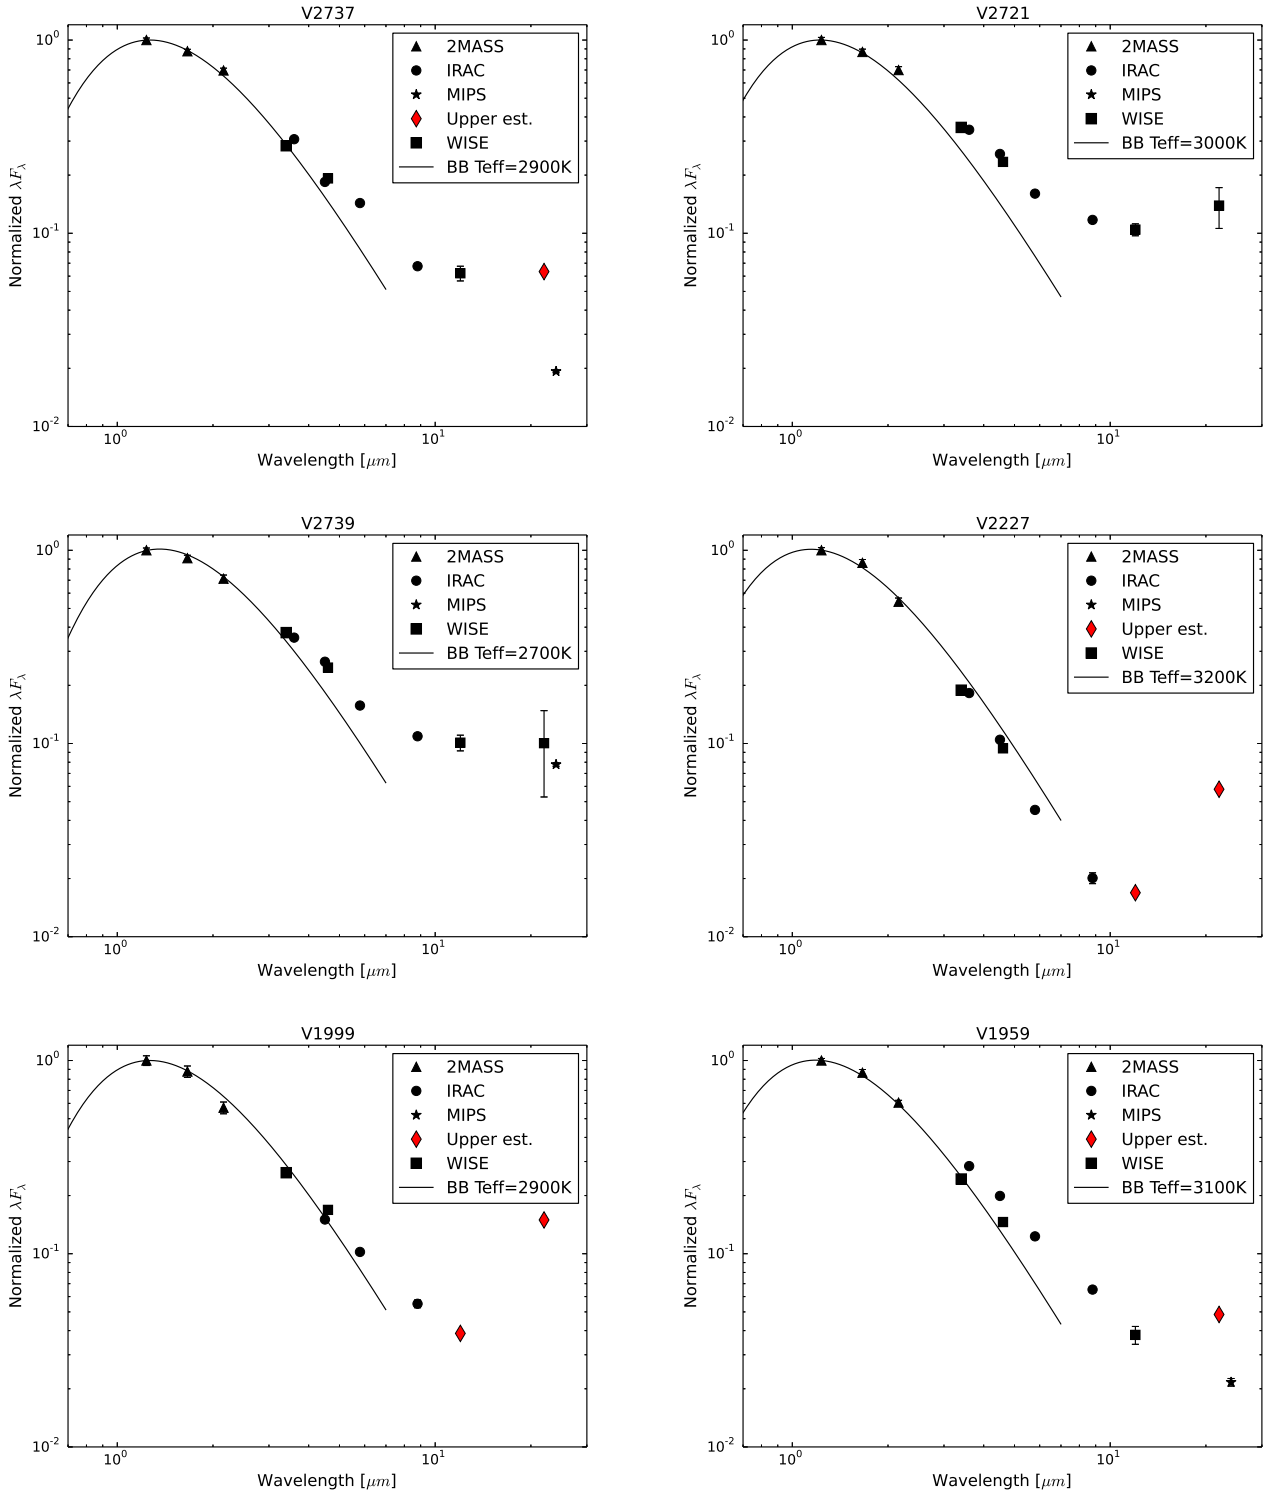 V2737
10^0
10^-1
10^-2
Normalized λF_λ
2MASS
IRAC
MIPS
Upper est.
WISE
BB Teff=2900K
10^0 10^1
Wavelength [μm]
V2721
10^0
10^-1
10^-2
Normalized λF_λ
2MASS
IRAC
MIPS
WISE
BB Teff=3000K
10^0 10^1
Wavelength [μm]
V2739
10^0
10^-1
10^-2
Normalized λF_λ
2MASS
IRAC
MIPS
WISE
BB Teff=2700K
10^0 10^1
Wavelength [μm]
V2227
10^0
10^-1
10^-2
Normalized λF_λ
2MASS
IRAC
MIPS
Upper est.
WISE
BB Teff=3200K
10^0 10^1
Wavelength [μm]
V1999
10^0
10^-1
10^-2
Normalized λF_λ
2MASS
IRAC
MIPS
Upper est.
WISE
BB Teff=2900K
10^0 10^1
Wavelength [μm]
V1959
10^0
10^-1
10^-2
Normalized λF_λ
2MASS
IRAC
MIPS
Upper est.
WISE
BB Teff=3100K
10^0 10^1
Wavelength [μm]